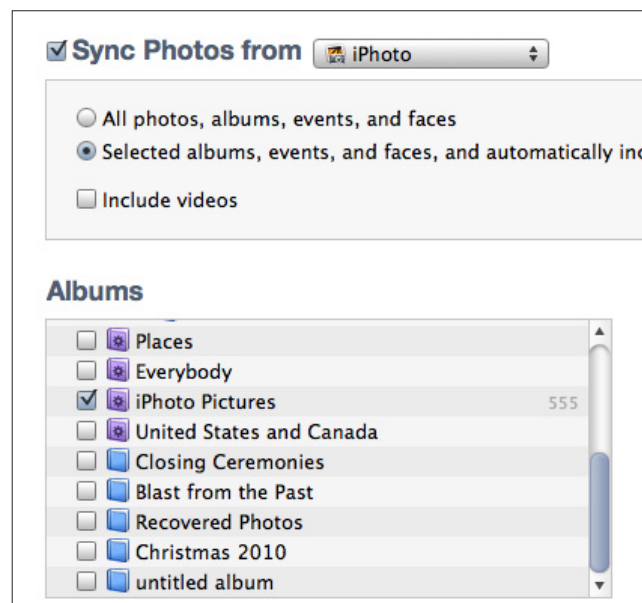 Sync Photos from iPhoto
All photos, albums, events, and faces
Selected albums, events, and faces, and automatically
Include videos
Albums
Places
Everybody
iPhoto Pictures 555
United States and Canada
Closing Ceremonies
Blast from the Past
Recovered Photos
Christmas 2010
untitled album